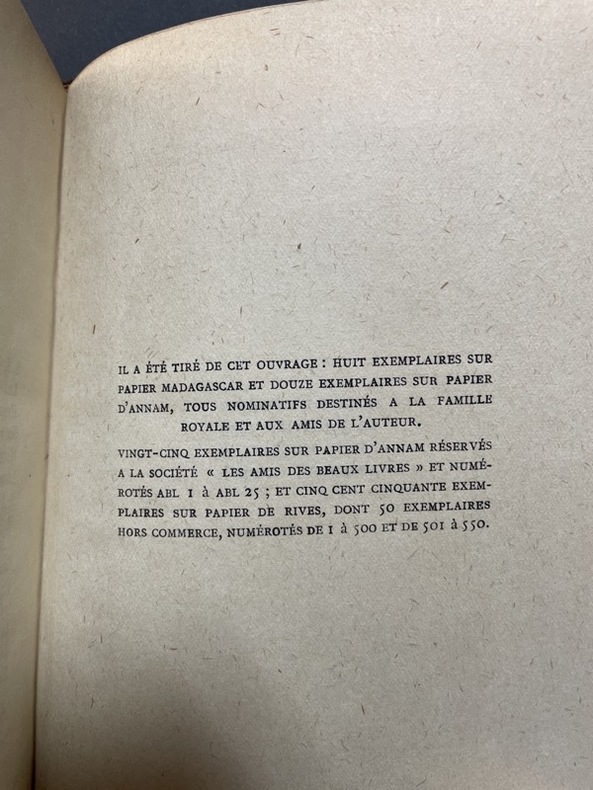 IL A ÉTÉ TIRÉ DE CET OUVRAGE : HUIT EXEMPLAIRES SUR
PAPIER MADAGASCAR ET DOUZE EXEMPLAIRES SUR PAPIER
D'ANNAM, TOUS NOMINATIFS DESTINÉS A LA FAMILLE
ROYALE ET AUX AMIS DE L'AUTEUR.
VINGT-CINQ EXEMPLAIRES SUR PAPIER D'ANNAM RÉSERVÉS
A LA SOCIÉTÉ « LES AMIS DES BEAUX LIVRES » ET NUMÉ-
ROTÉS ABL 1 à ABL 25 ; ET CINQ CENT CINQUANTE EXEM-
PLAIRES SUR PAPIER DE RIVES, DONT 50 EXEMPLAIRES
HORS COMMERCE, NUMÉROTÉS DE 1 à 500 ET DE 501 à 550.